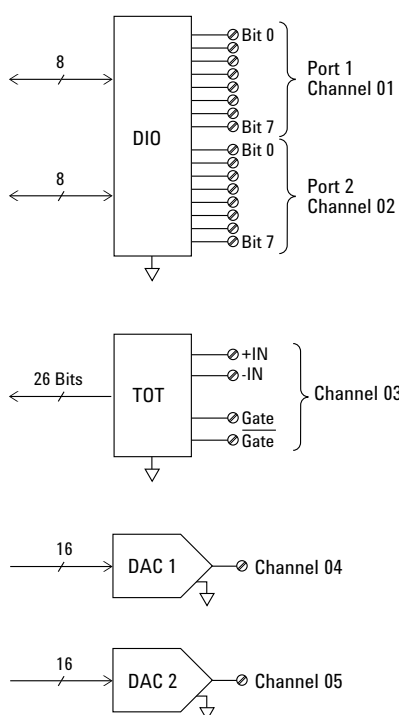 8
Bit 0
Port 1
Channel 01
DIO
Bit 7
Bit 0
8
Port 2
Channel 02
Bit 7
26 Bits
TOT
+IN
-IN
Channel 03
Gate
Gate
16
DAC 1
Channel 04
16
DAC 2
Channel 05